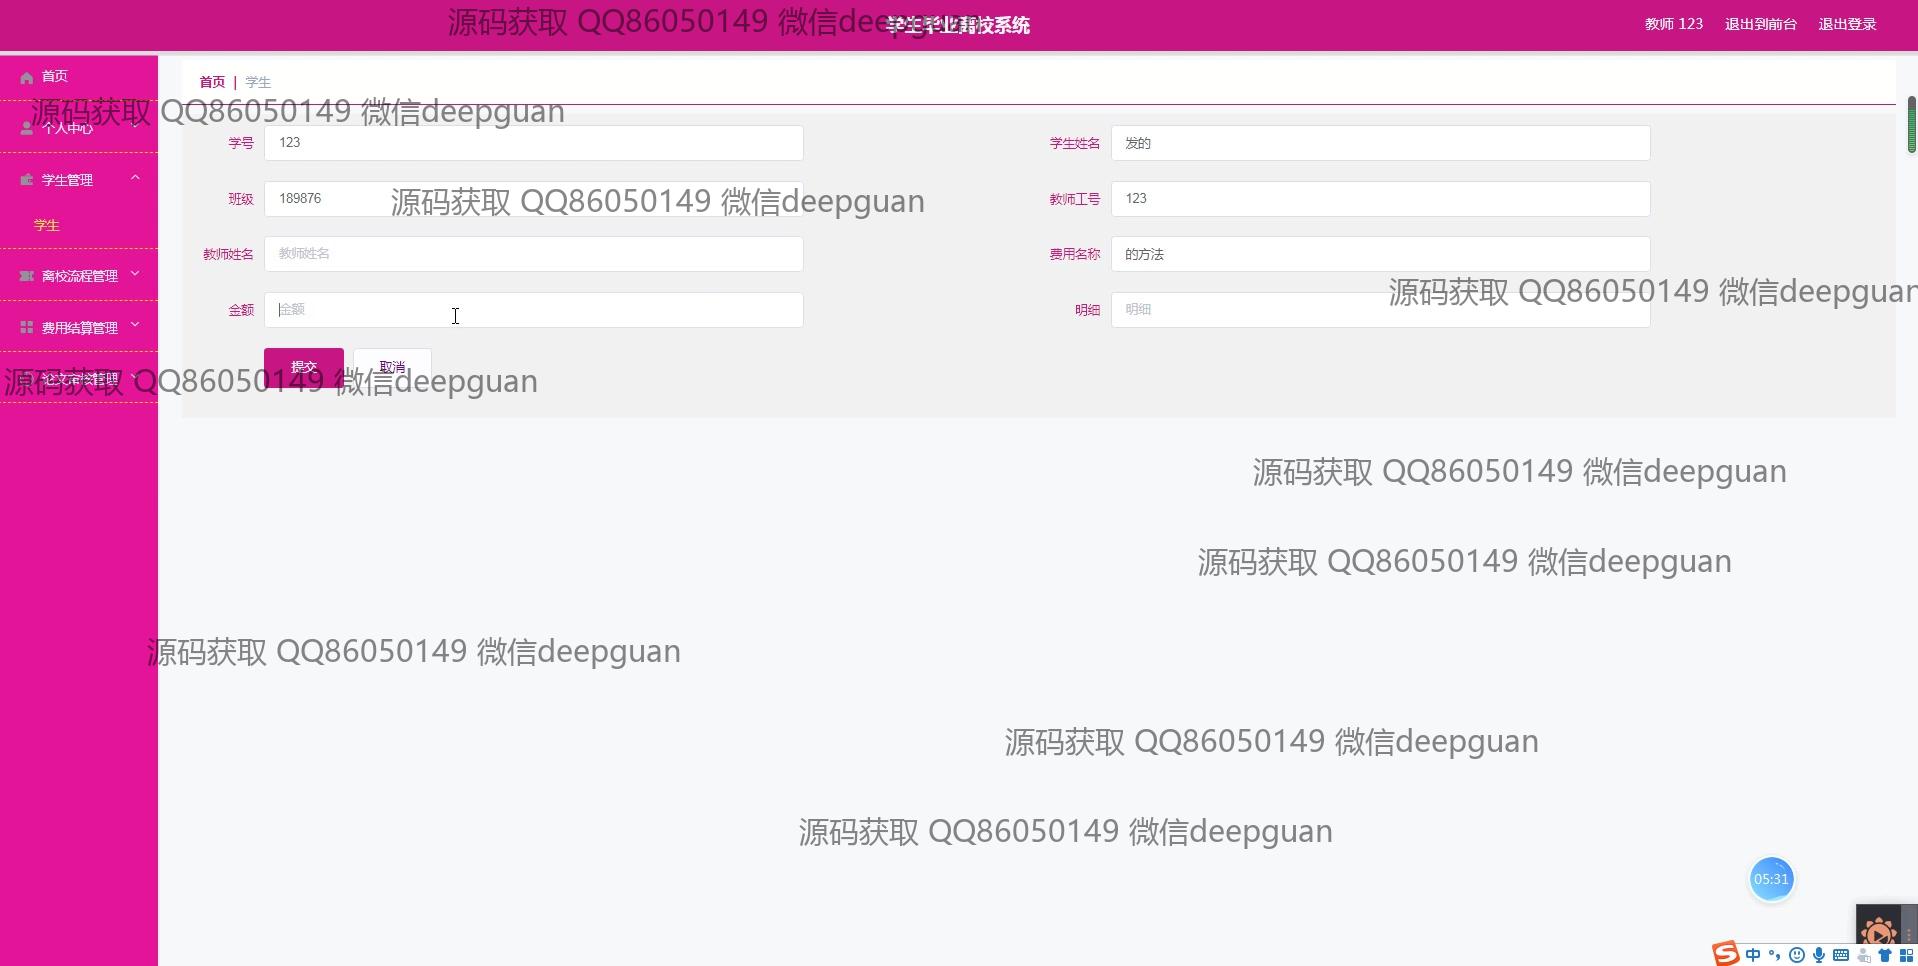 源码获取 QQ86050149 微信deepguan
学生毕业离校系统
教师 123 退出到前台 退出登录
首页
首页 | 学生
源码获取 QQ86050149 微信deepguan
个人中心
学号 123
学生姓名 发的
学生管理
班级 189876
源码获取 QQ86050149 微信deepguan
教师工号 123
学生
教师姓名 教师姓名
费用名称 的方法
离校流程管理
源码获取 QQ86050149 微信deepguan
金额 金额
明细 明细
费用结算管理
提交 取消
论文审核管理
源码获取 QQ86050149 微信deepguan
源码获取 QQ86050149 微信deepguan
源码获取 QQ86050149 微信deepguan
源码获取 QQ86050149 微信deepguan
源码获取 QQ86050149 微信deepguan
源码获取 QQ86050149 微信deepguan
05:31
中